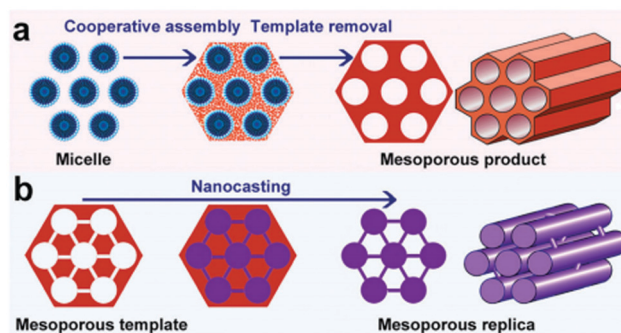 a
Cooperative assembly Template removal
Micelle
Mesoporous product
b
Nanocasting
Mesoporous template
Mesoporous replica